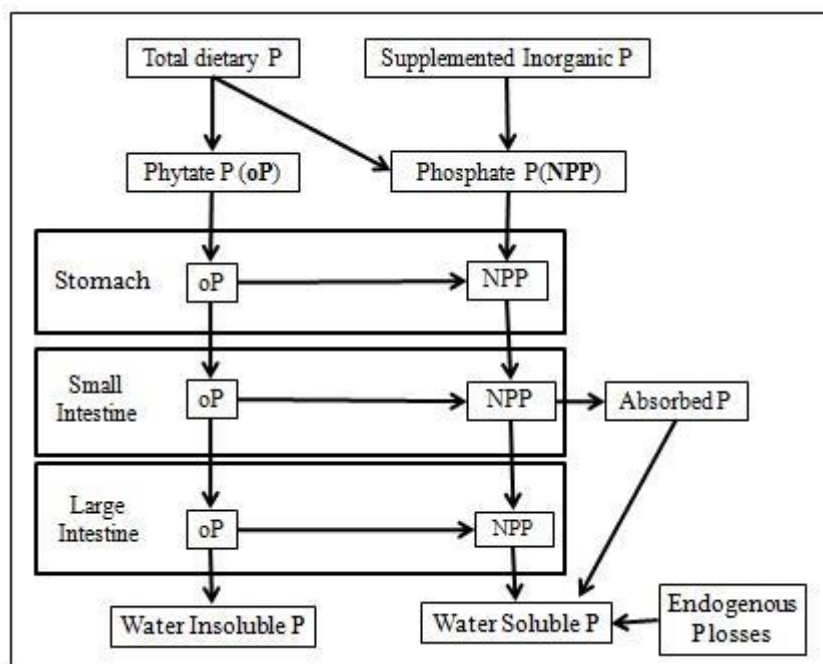 Total dietary P
Supplemented Inorganic P
Phytate P (oP)
Phosphate P(NPP)
Stomach
oP
NPP
Small
Intestine
oP
NPP
Absorbed P
Large
Intestine
oP
NPP
Water Insoluble P
Water Soluble P
Endogenous
P losses